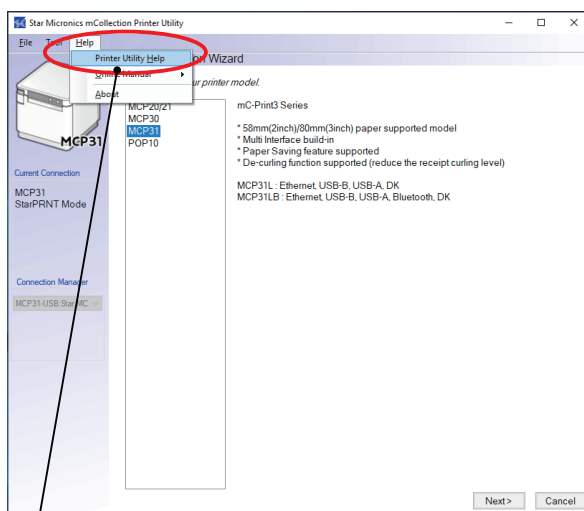 Star Micronics mCollection Printer Utility
File Tool Help
Printer Utility Help
Online Manual
About
on Wizard
ur printer model.
MCP31
Current Connection
MCP31
StarPRNT Mode
Connection Manager
MCP31-USB:Star MC
MCP20/21
MCP30
MCP31
POP10
mC-Print3 Series
* 58mm(2inch)/80mm(3inch) paper supported model
* Multi Interface build-in
* Paper Saving feature supported
* De-curling function supported (reduce the receipt curling level)
MCP31L : Ethernet, USB-B, USB-A, DK
MCP31LB : Ethernet, USB-B, USB-A, Bluetooth, DK
Next >
Cancel